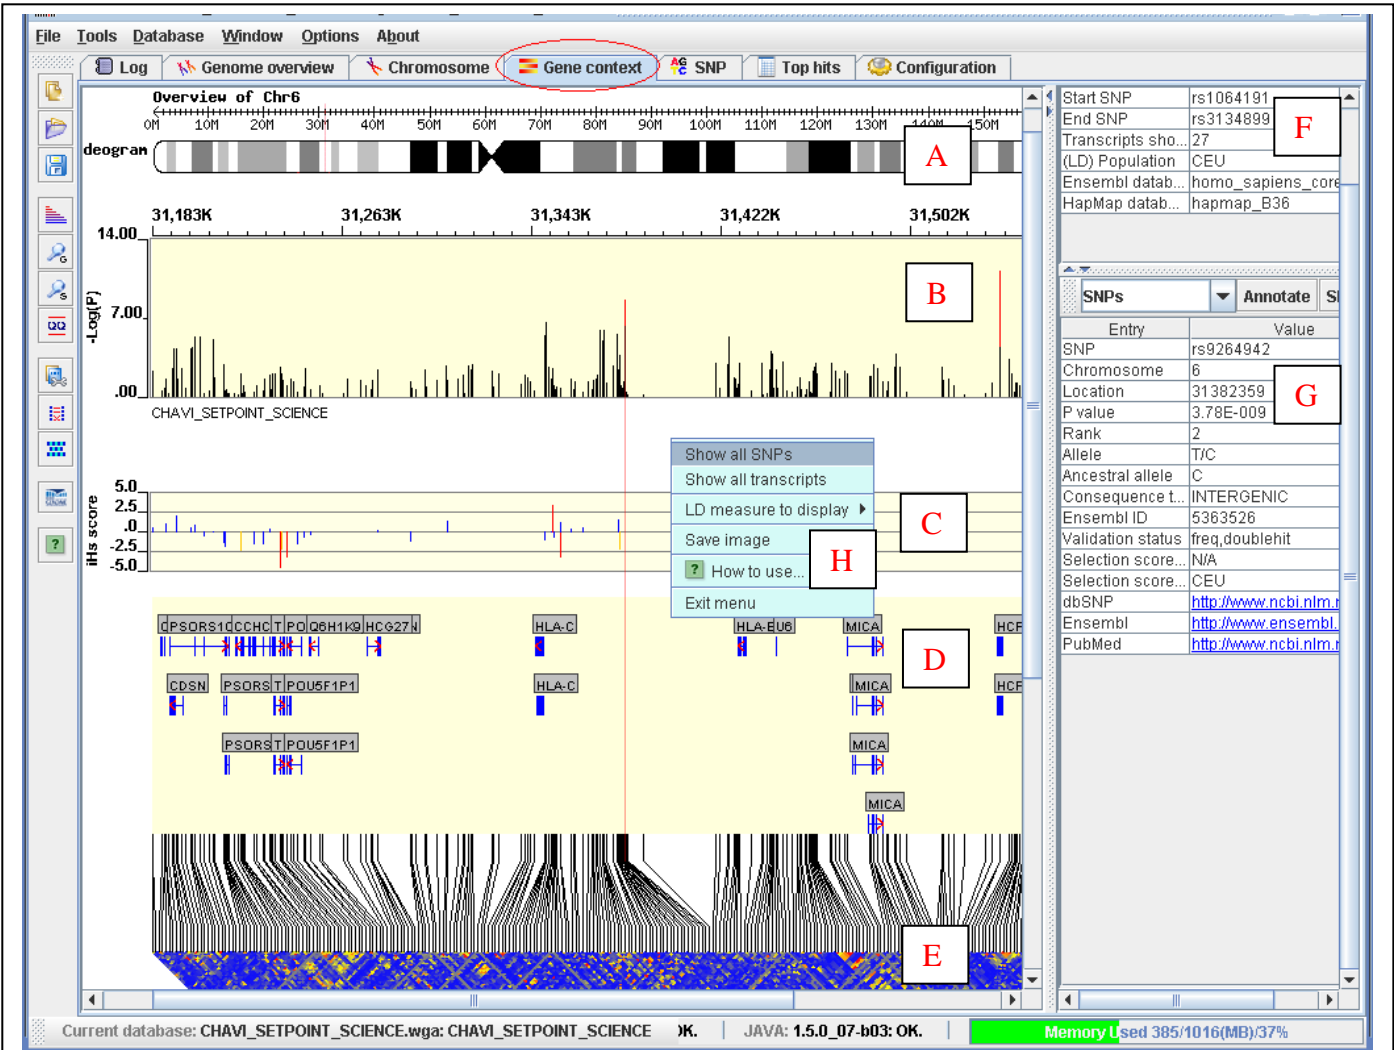 File Tools Database Window Options About
Log Genome overview Chromosome Gene context SNP Top hits Configuration
Overview of Chr6
0M 10M 20M 30M 40M 50M 60M 70M 80M 90M 100M 110M 120M 130M 150M
deogram
A
31,183K 31,263K 31,343K 31,422K 31,502K
14.00
7.00
.00
-Log(P)
B
CHAVI_SETPOINT_SCIENCE
5.0
2.5
.0
-2.5
-5.0
iHs score
C
Show all SNPs
Show all transcripts
LD measure to display
Save image
? How to use...
Exit menu
H
PSORS1C CCHC T PO Q6H1K9 HCG27 HLA-C HLA-E U6 MICA HCF
CDSN PSORS T POU5F1P1 HLA-C MICA HCF
PSORS T POU5F1P1 MICA
MICA
D
E
Start SNP rs1064191
End SNP rs3134899
Transcripts sho... 27
(LD) Population CEU
Ensembl datab... homo_sapiens_core
HapMap datab... hapmap_B36
F
SNPs Annotate
Entry Value
SNP rs9264942
Chromosome 6
Location 31382359
P value 3.78E-009
Rank 2
Allele T/C
Ancestral allele C
Consequence t... INTERGENIC
Ensembl ID 5363526
Validation status freq,doublehit
Selection score... N/A
Selection score... CEU
dbSNP http://www.ncbi.nlm.
Ensembl http://www.ensembl.
PubMed http://www.ncbi.nlm.
G
Current database: CHAVI_SETPOINT_SCIENCE.wga: CHAVI_SETPOINT_SCIENCE OK. JAVA: 1.5.0_07-b03: OK. Memory Used 385/1016(MB)/37%